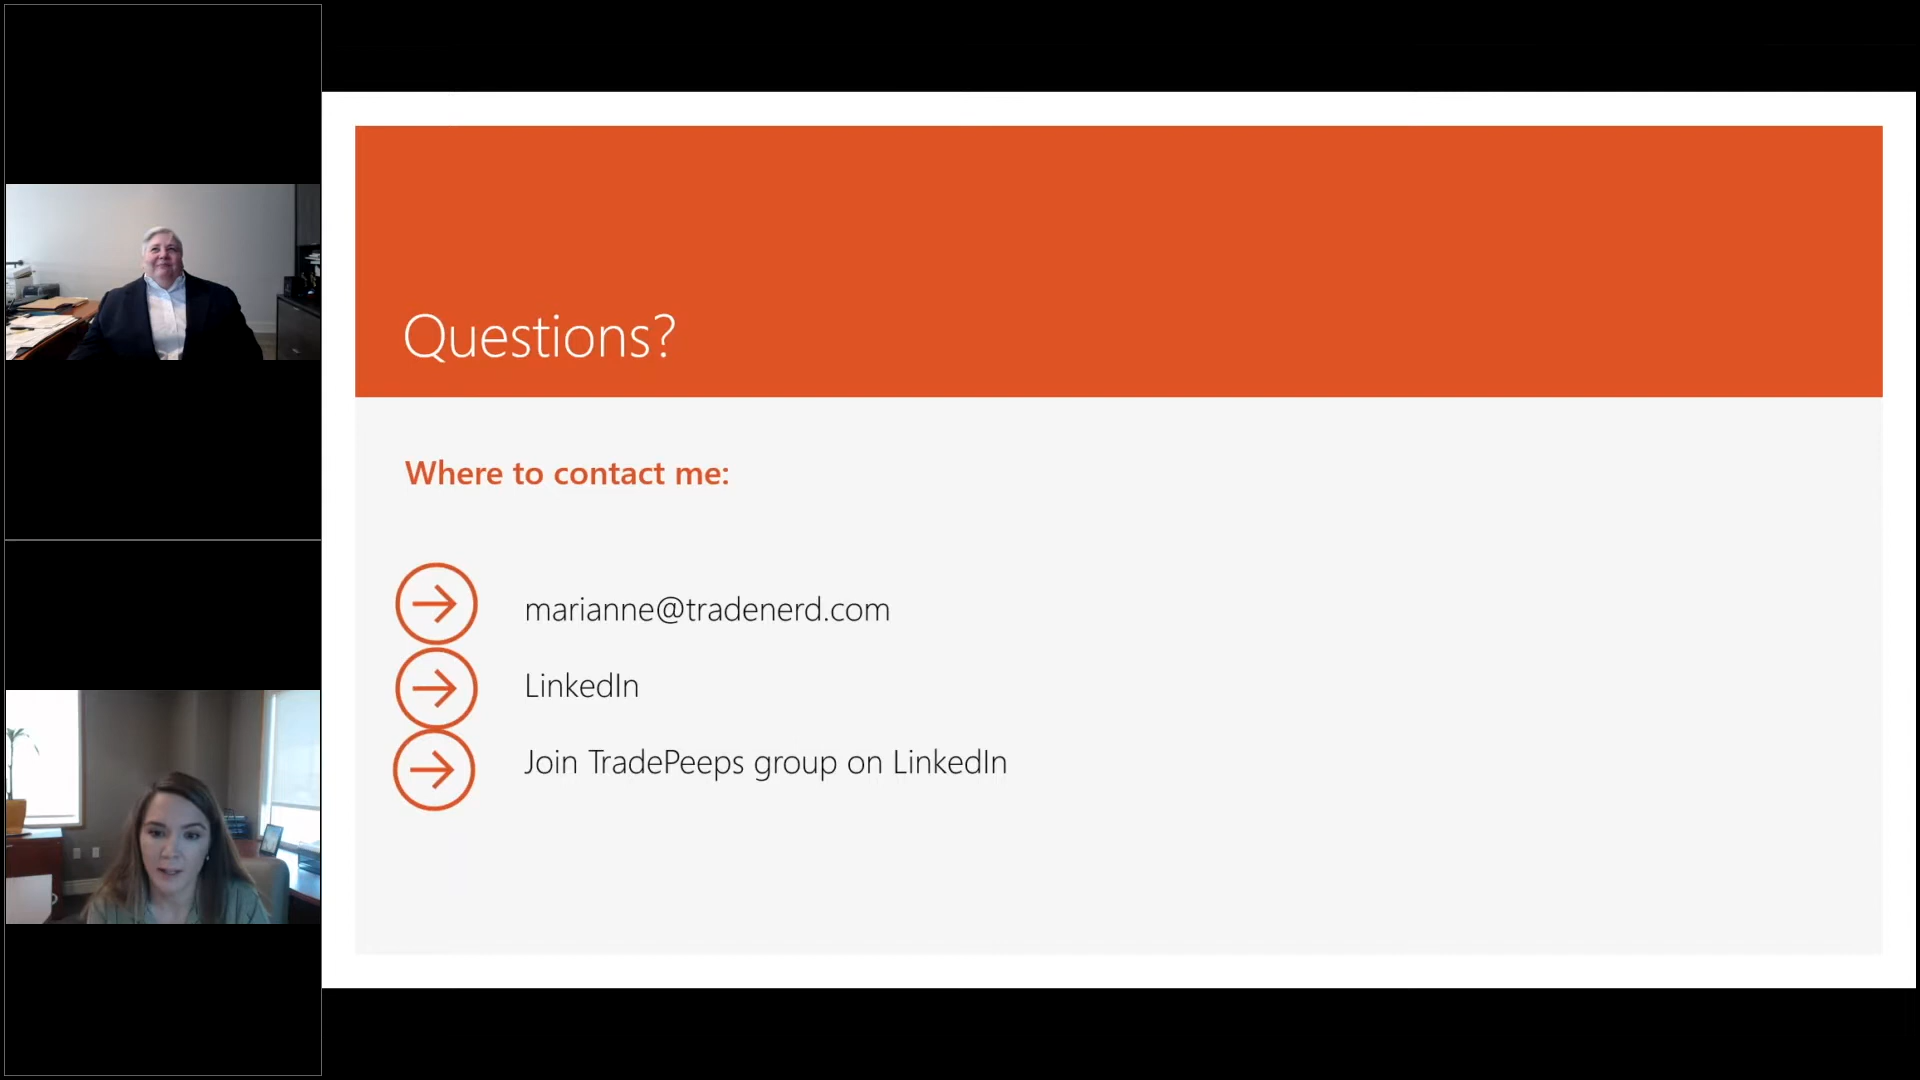 Questions?
Where to contact me:
marianne@tradenerd.com
LinkedIn
Join TradePeeps group on LinkedIn